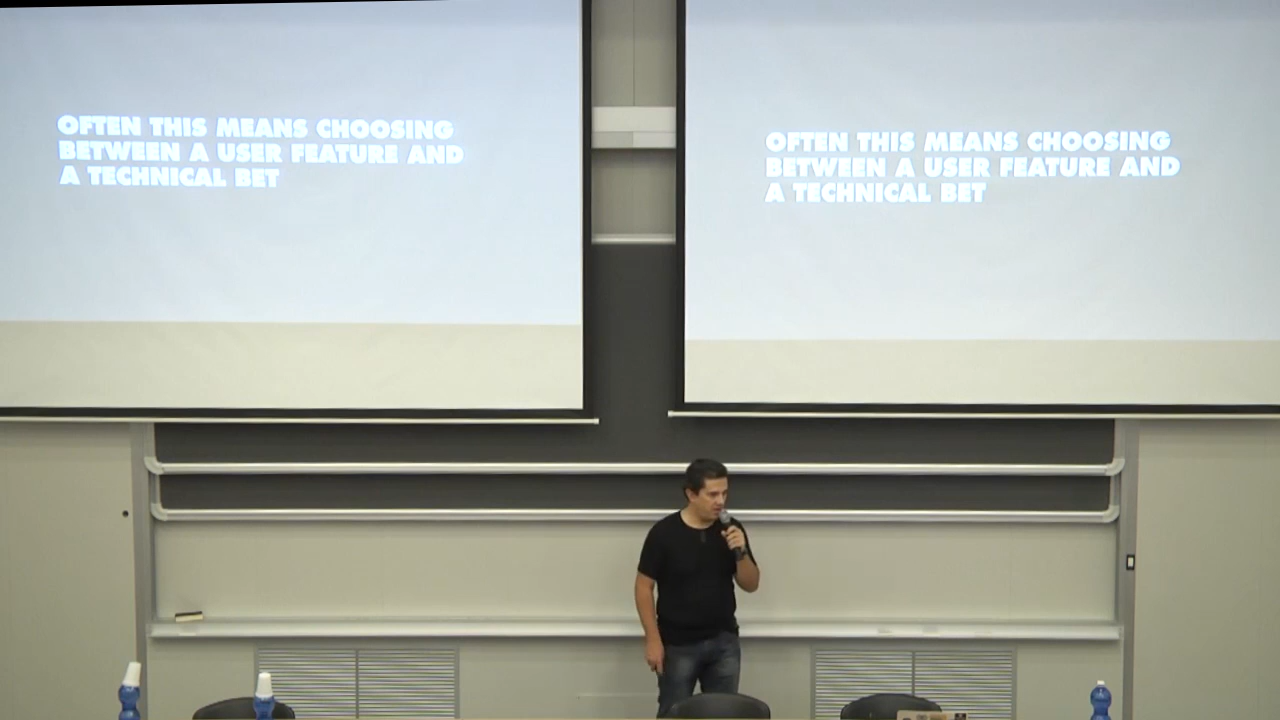 OFTEN THIS MEANS CHOOSING
BETWEEN A USER FEATURE AND
A TECHNICAL BET
OFTEN THIS MEANS CHOOSING
BETWEEN A USER FEATURE AND
A TECHNICAL BET